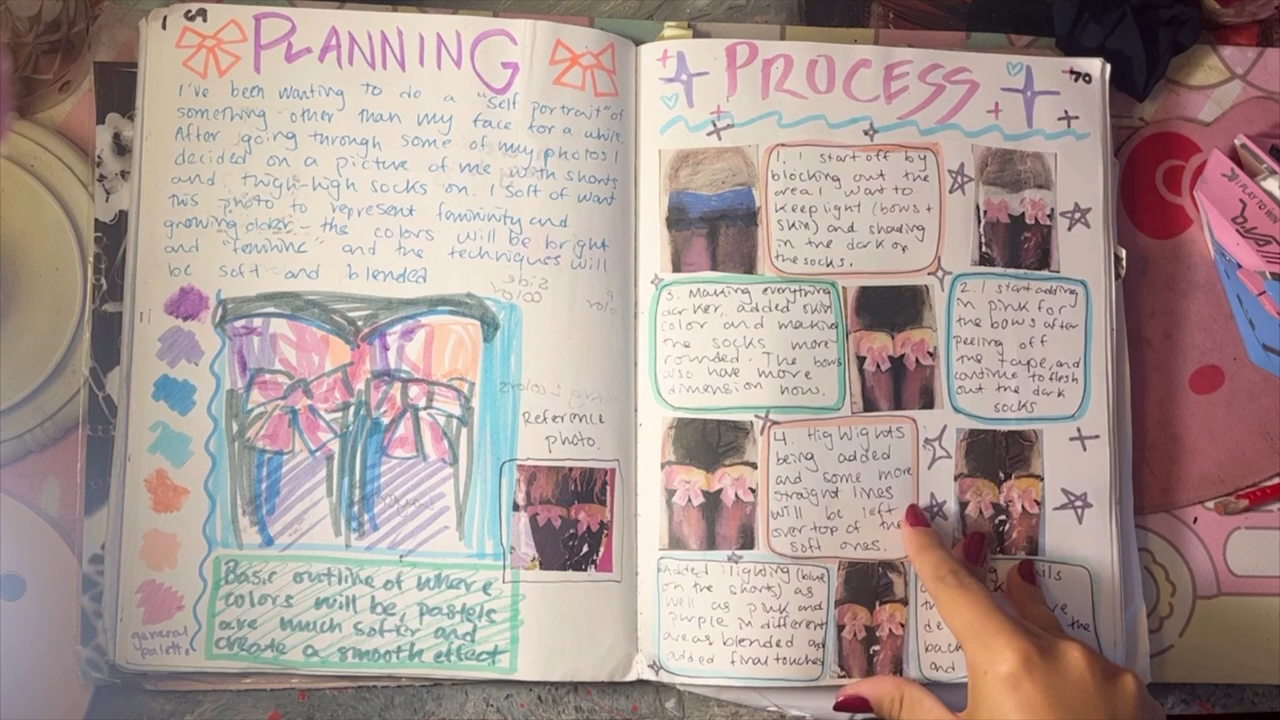 69
PLANNING
I've been wanting to do a "self portrait" of
something other than my face for a while.
After going through some of my photos I
decided on a picture of me with shorts
and thigh-high socks on. I sort of want
this photo to represent feminity and
growing older - the colors will be bright
and "feminine" and the techniques will
be soft and blended
Reference
photo.
general
palette
Basic outline of where
colors will be, pastels
are much softer and
create a smooth effect
70
PROCESS
1. I start off by
blocking out the
area I want to
keep light (bows +
skin) and shading
in the dark of
the socks.
2. I start adding
in pink for
the bows after
peeling off
the tape, and
continue to flesh
out the dark
socks
3. Making everything
darker, added skin
color and making
the socks more
rounded. The bows
also have more
dimension now.
4. Highlights
being added
and some more
straight lines
will be left
over top of the
soft ones.
Added lighting (blue
on the shorts) as
well as pink and
purple in different
areas blended and
added final touches
the
back
and
I PLAY TO WIN